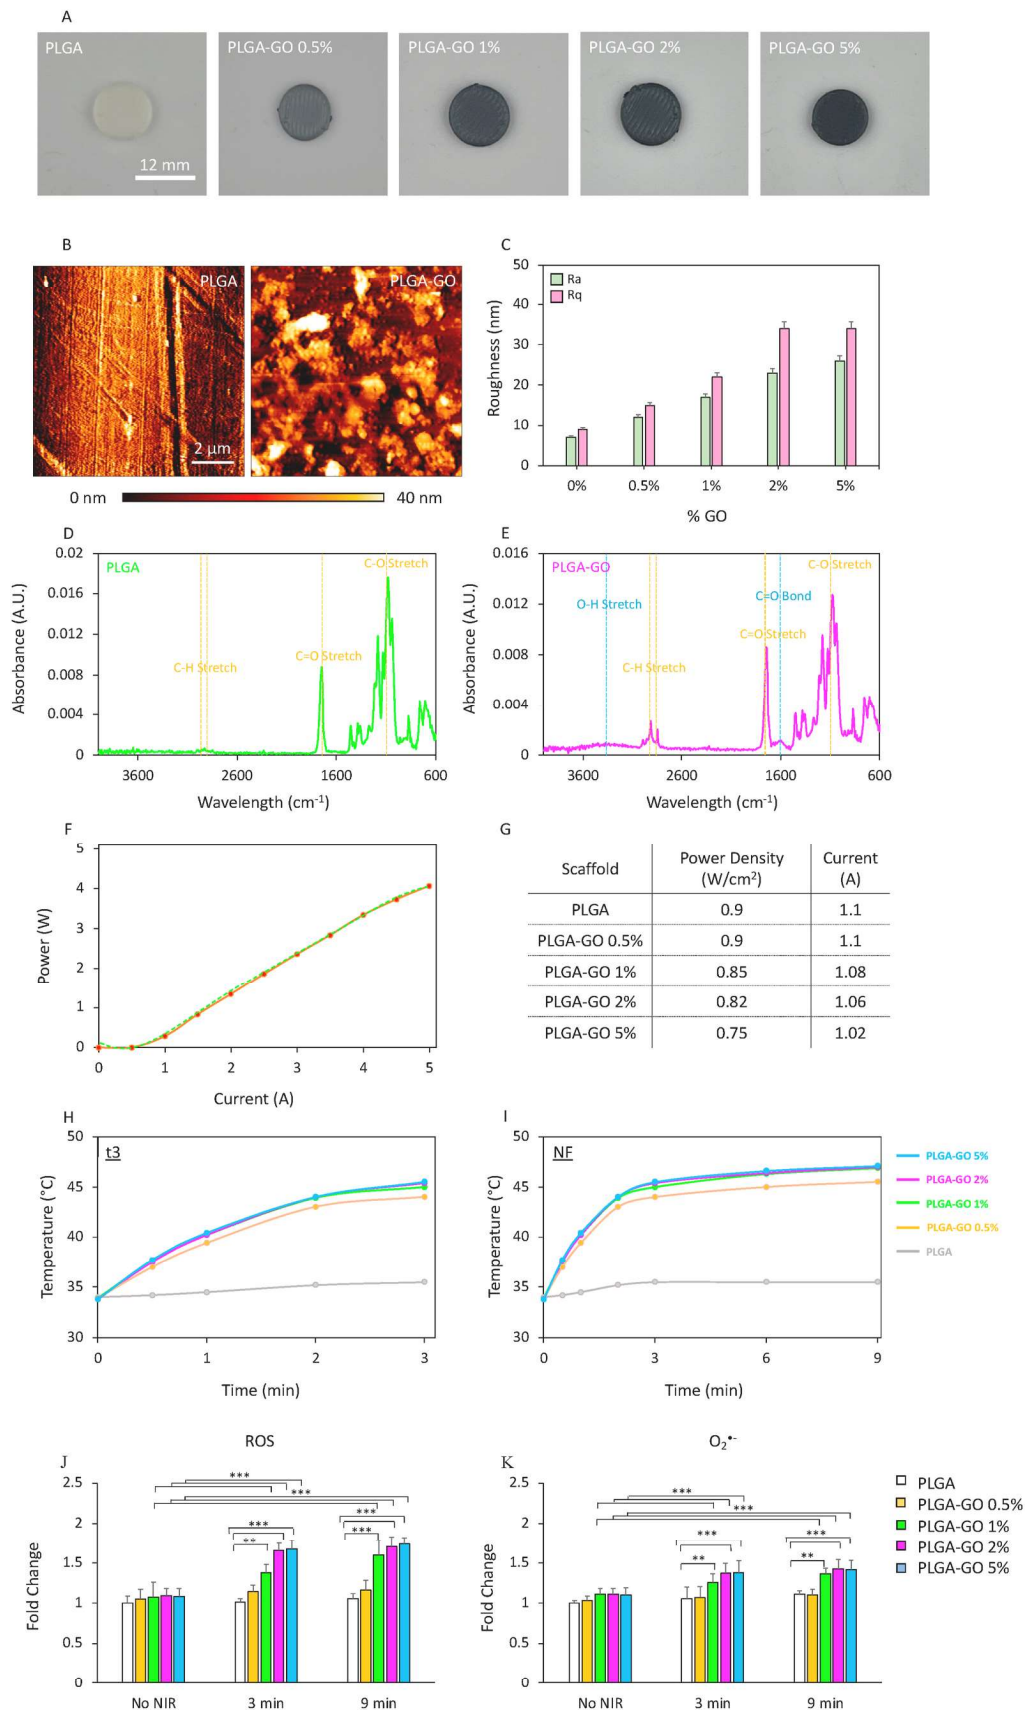 A
PLGA
PLGA-GO 0.5%
PLGA-GO 1%
PLGA-GO 2%
PLGA-GO 5%
12 mm
B
PLGA
PLGA-GO
2 µm
0 nm
40 nm
C
50
40
30
20
10
0
Roughness (nm)
Ra
Rq
0%
0.5%
1%
2%
5%
% GO
D
0.02
0.016
0.012
0.008
0.004
0
Absorbance (A.U.)
PLGA
C-O Stretch
C=O Stretch
C-H Stretch
3600
2600
1600
600
Wavelength (cm⁻¹)
E
0.016
0.012
0.008
0.004
0
Absorbance (A.U.)
PLGA-GO
C-O Stretch
C=O Bond
O-H Stretch
C=O Stretch
C-H Stretch
3600
2600
1600
600
Wavelength (cm⁻¹)
F
5
4
3
2
1
0
Power (W)
0
1
2
3
4
5
Current (A)
G
Scaffold Power Density (W/cm²) Current (A)
PLGA 0.9 1.1
PLGA-GO 0.5% 0.9 1.1
PLGA-GO 1% 0.85 1.08
PLGA-GO 2% 0.82 1.06
PLGA-GO 5% 0.75 1.02
H
t3
50
45
40
35
30
Temperature (°C)
0
1
2
3
Time (min)
I
NF
50
45
40
35
30
Temperature (°C)
0
3
6
9
Time (min)
PLGA-GO 5%
PLGA-GO 2%
PLGA-GO 1%
PLGA-GO 0.5%
PLGA
ROS
J
2.5
2
1.5
1
0.5
0
Fold Change
***
***
***
**
***
***
No NIR
3 min
9 min
O₂•-
K
2.5
2
1.5
1
0.5
0
Fold Change
***
***
***
**
***
**
No NIR
3 min
9 min
PLGA
PLGA-GO 0.5%
PLGA-GO 1%
PLGA-GO 2%
PLGA-GO 5%